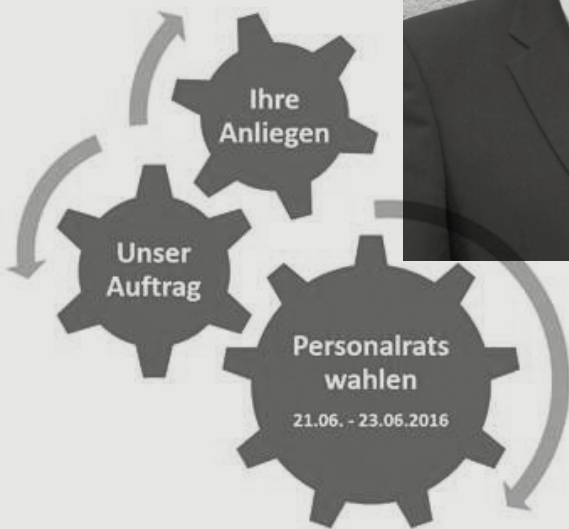 Ihre
Anliegen
Unser
Auftrag
Personalrats
wahlen
21.06. - 23.06.2016